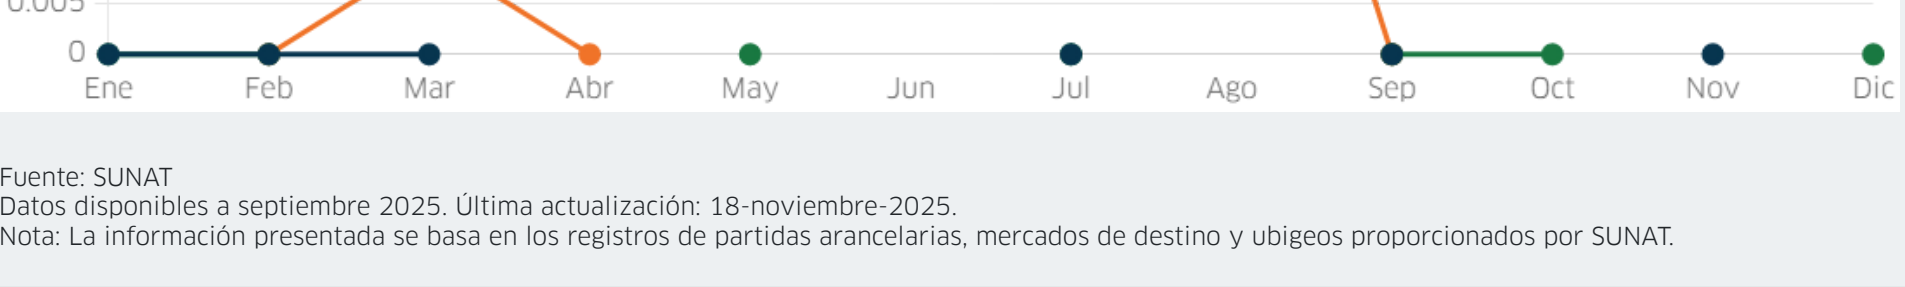 0.005
0
Ene Feb Mar Abr May Jun Jul Ago Sep Oct Nov Dic
Fuente: SUNAT
Datos disponibles a septiembre 2025. Última actualización: 18-noviembre-2025.
Nota: La información presentada se basa en los registros de partidas arancelarias, mercados de destino y ubigeos proporcionados por SUNAT.